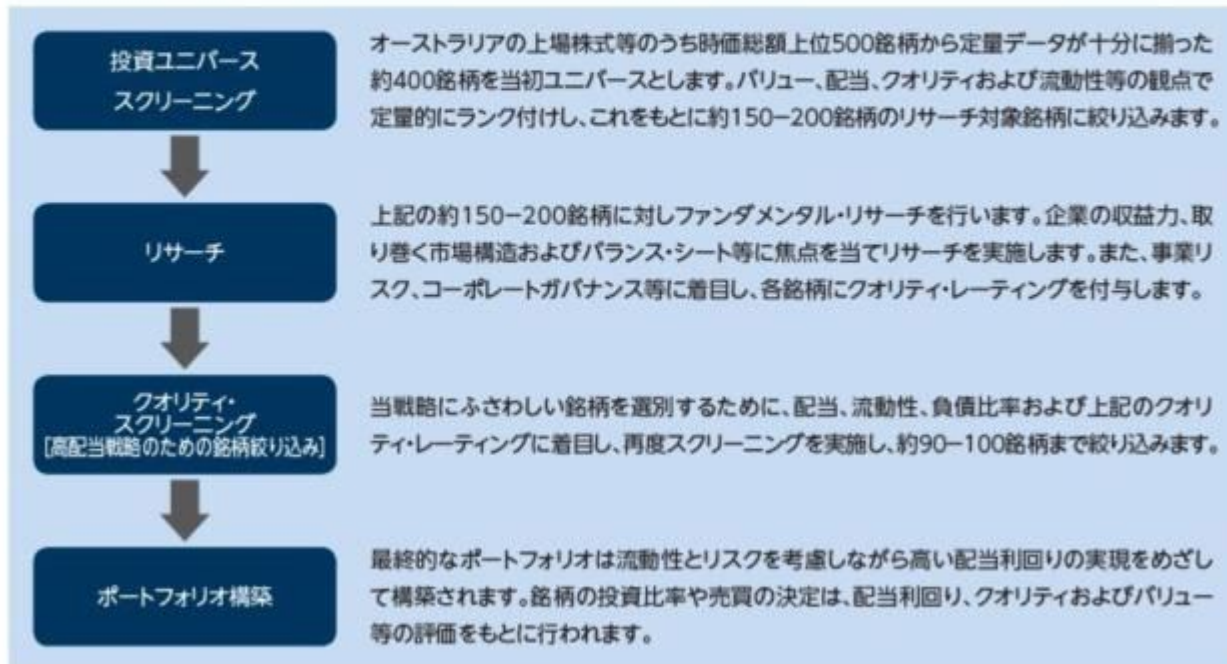 投資ユニバース
スクリーニング
オーストラリアの上場株式等のうち時価総額上位500銘柄から定量データが十分に揃った
約400銘柄を当初ユニバースとします。バリュー、配当、クオリティおよび流動性等の観点で
定量的にランク付けし、これをもとに約150−200銘柄のリサーチ対象銘柄に絞り込みます。
リサーチ
上記の約150−200銘柄に対しファンダメンタル・リサーチを行います。企業の収益力、取
り巻く市場構造およびバランス・シート等に焦点を当てリサーチを実施します。また、事業リ
スク、コーポレートガバナンス等に着目し、各銘柄にクオリティ・レーティングを付与します。
クオリティ・
スクリーニング
[高配当戦略のための銘柄絞り込み]
当戦略にふさわしい銘柄を選別するために、配当、流動性、負債比率および上記のクオリ
ティ・レーティングに着目し、再度スクリーニングを実施し、約90−100銘柄まで絞り込みます。
ポートフォリオ構築
最終的なポートフォリオは流動性とリスクを考慮しながら高い配当利回りの実現をめざし
て構築されます。銘柄の投資比率や売買の決定は、配当利回り、クオリティおよびバリュー
等の評価をもとに行われます。